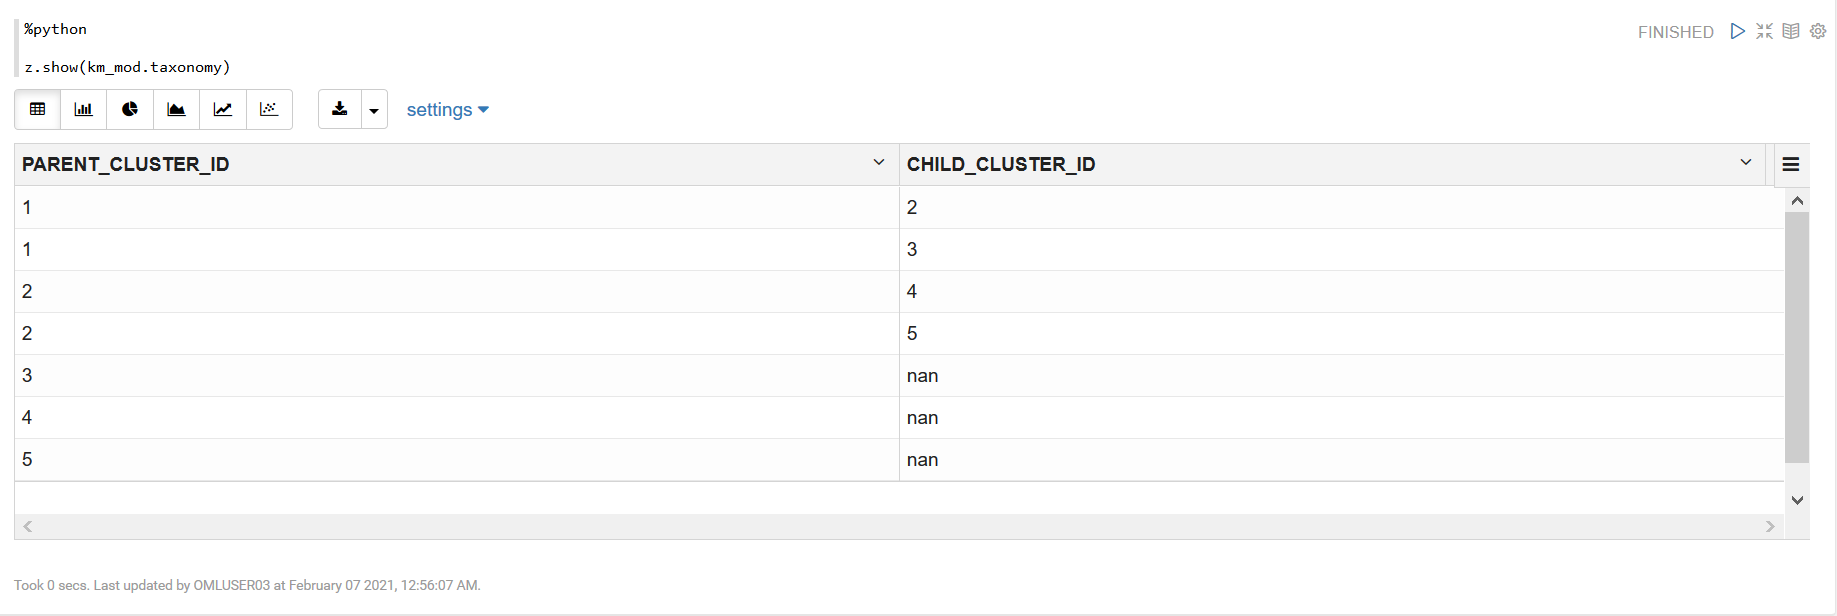 %python
FINISHED
z.show(km_mod.taxonomy)
settings
PARENT_CLUSTER_ID CHILD_CLUSTER_ID
1 2
1 3
2 4
2 5
3 nan
4 nan
5 nan
Took 0 secs. Last updated by OMLUSER03 at February 07 2021, 12:56:07 AM.